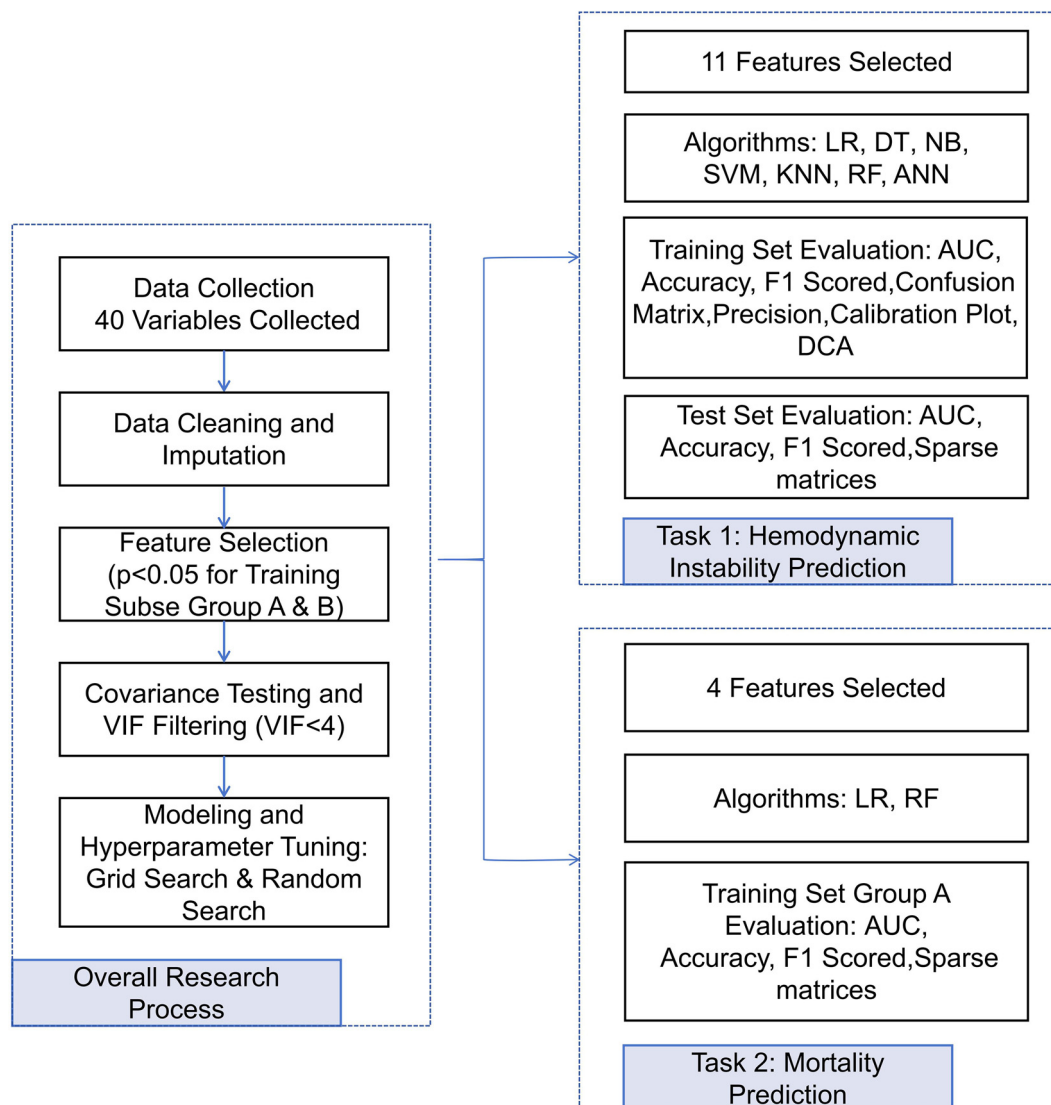 Data Collection
40 Variables Collected
Data Cleaning and
Imputation
Feature Selection
(p<0.05 for Training
Subse Group A & B)
Covariance Testing and
VIF Filtering (VIF<4)
Modeling and
Hyperparameter Tuning:
Grid Search & Random
Search
Overall Research
Process
11 Features Selected
Algorithms: LR, DT, NB,
SVM, KNN, RF, ANN
Training Set Evaluation: AUC,
Accuracy, F1 Scored,Confusion
Matrix,Precision,Calibration Plot,
DCA
Test Set Evaluation: AUC,
Accuracy, F1 Scored,Sparse
matrices
Task 1: Hemodynamic
Instability Prediction
4 Features Selected
Algorithms: LR, RF
Training Set Group A
Evaluation: AUC,
Accuracy, F1 Scored,Sparse
matrices
Task 2: Mortality
Prediction